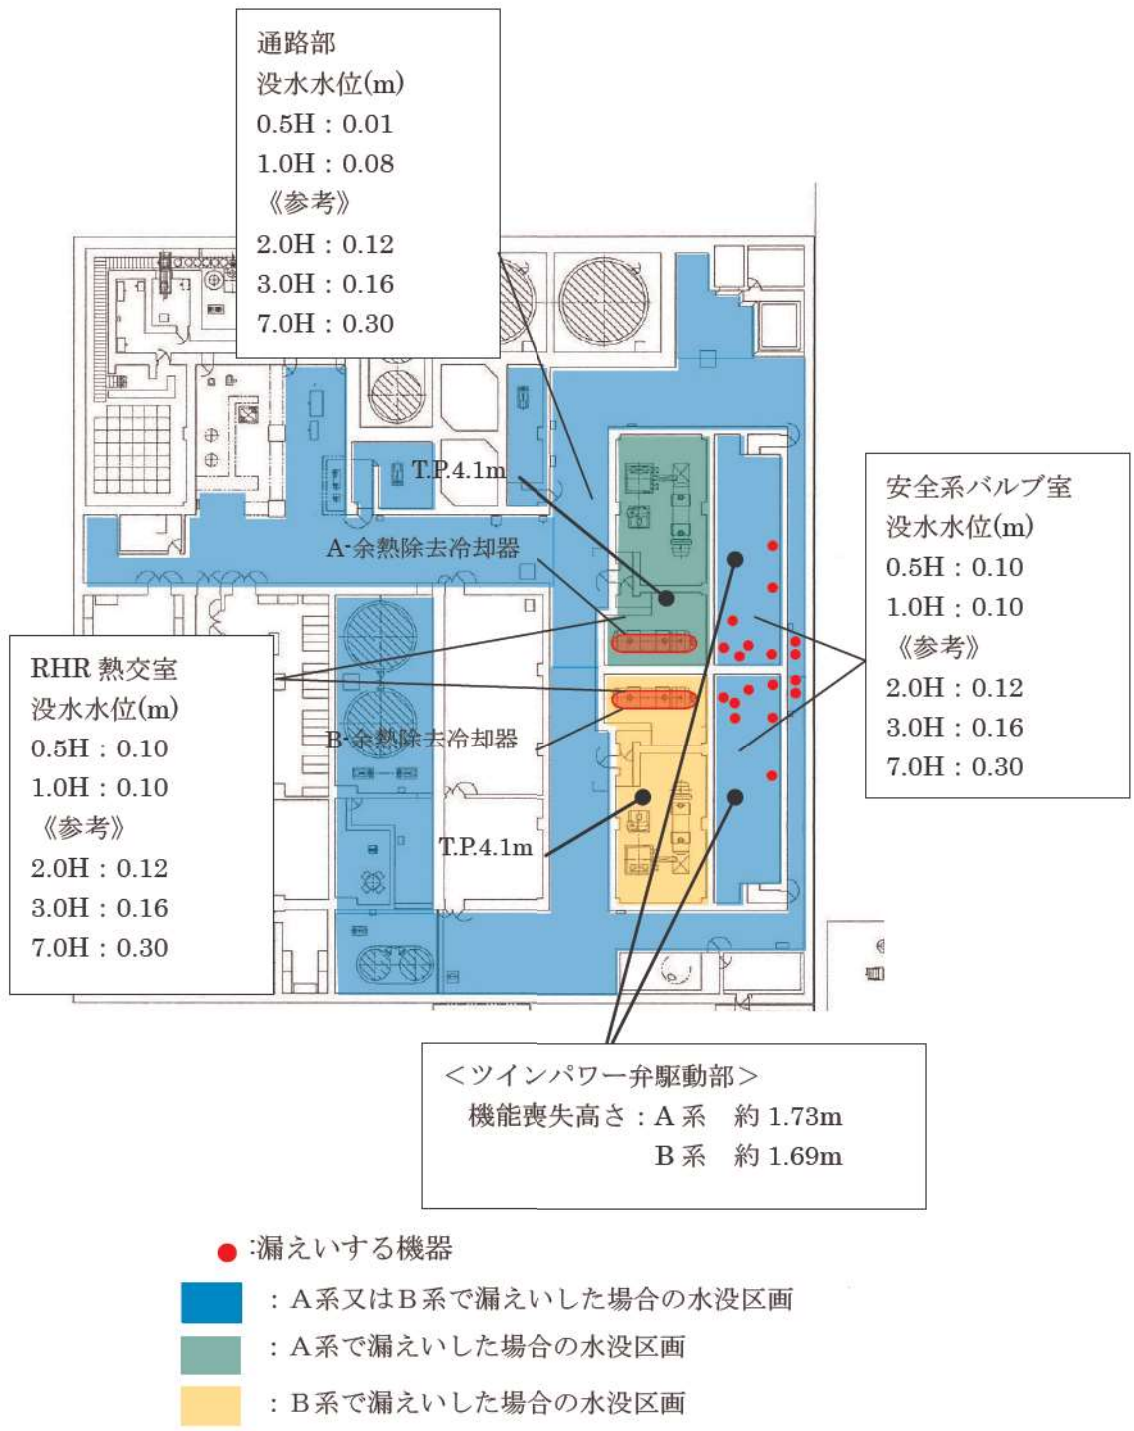 通路部
没水水位(m)
0.5H：0.01
1.0H：0.08
《参考》
2.0H：0.12
3.0H：0.16
7.0H：0.30
T.P.4.1m
A-余熱除去冷却器
安全系バルブ室
没水水位(m)
0.5H：0.10
1.0H：0.10
《参考》
2.0H：0.12
3.0H：0.16
7.0H：0.30
RHR 熱交室
没水水位(m)
0.5H：0.10
1.0H：0.10
《参考》
2.0H：0.12
3.0H：0.16
7.0H：0.30
B-余熱除去冷却器
T.P.4.1m
＜ツインパワー弁駆動部＞
機能喪失高さ：A 系　約 1.73m
B 系　約 1.69m
:漏えいする機器
：A系又はB系で漏えいした場合の水没区画
：A系で漏えいした場合の水没区画
：B系で漏えいした場合の水没区画